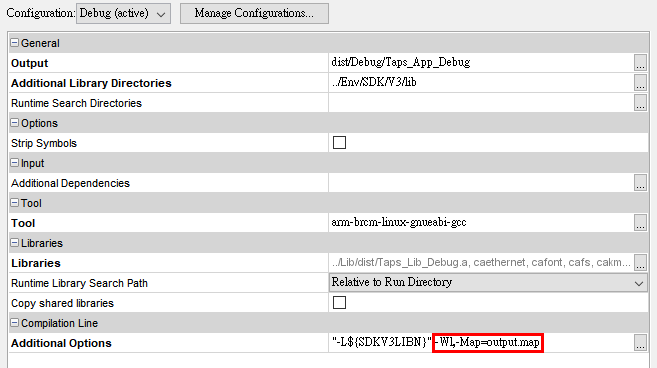 Configuration: Debug (active) Manage Configurations...
General
Output dist/Debug/Taps_App_Debug ...
Additional Library Directories ../Env/SDK/V3/lib ...
Runtime Search Directories ...
Options
Strip Symbols
Input
Additional Dependencies ...
Tool
Tool arm-brcm-linux-gnueabi-gcc
Libraries
Libraries ../Lib/dist/Taps_Lib_Debug.a, caethernet, cafont, cafs, cakm... ...
Runtime Library Search Path Relative to Run Directory
Copy shared libraries
Compilation Line
Additional Options "-L${SDKV3LIBN}" -Wl,-Map=output.map ...